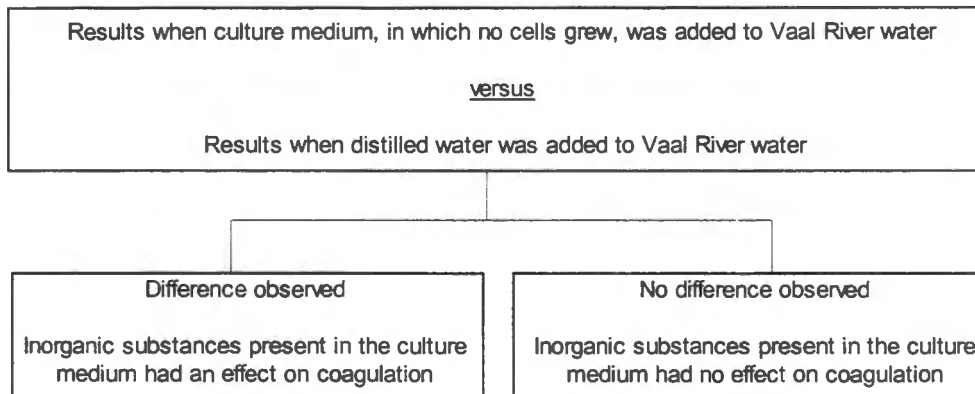 Results when culture medium, in which no cells grew, was added to Vaal River water
versus
Results when distilled water was added to Vaal River water
Difference observed
Inorganic substances present in the culture
medium had an effect on coagulation
No difference observed
Inorganic substances present in the culture
medium had no effect on coagulation